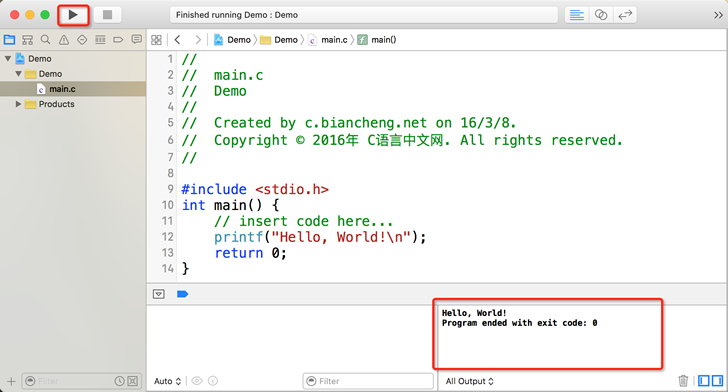 Finished running Demo : Demo
Demo
Demo
main.c
Products
Demo Demo main.c main()
1 //
2 // main.c
3 // Demo
4 //
5 // Created by c.biancheng.net on 16/3/8.
6 // Copyright © 2016年 C语言中文网. All rights reserved.
7 //
8
9 #include <stdio.h>
10 int main() {
11 // insert code here...
12 printf("Hello, World!\n");
13 return 0;
14 }
Hello, World!
Program ended with exit code: 0
Filter
Auto
Filter
All Output